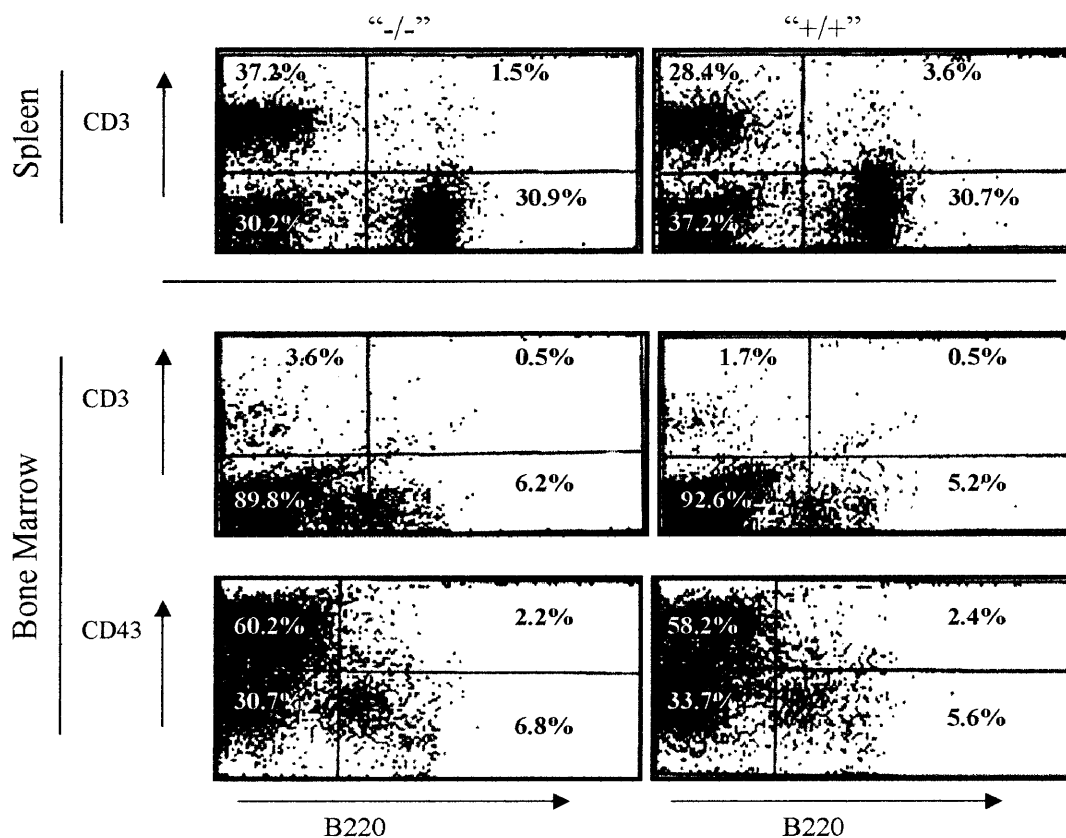 “-/-” “+/+”
Spleen
CD3
37.2% 1.5% 28.4% 3.6%
30.2% 30.9% 37.2% 30.7%
Bone Marrow
CD3
3.6% 0.5% 1.7% 0.5%
89.8% 6.2% 92.6% 5.2%
CD43
60.2% 2.2% 58.2% 2.4%
30.7% 6.8% 33.7% 5.6%
B220 B220